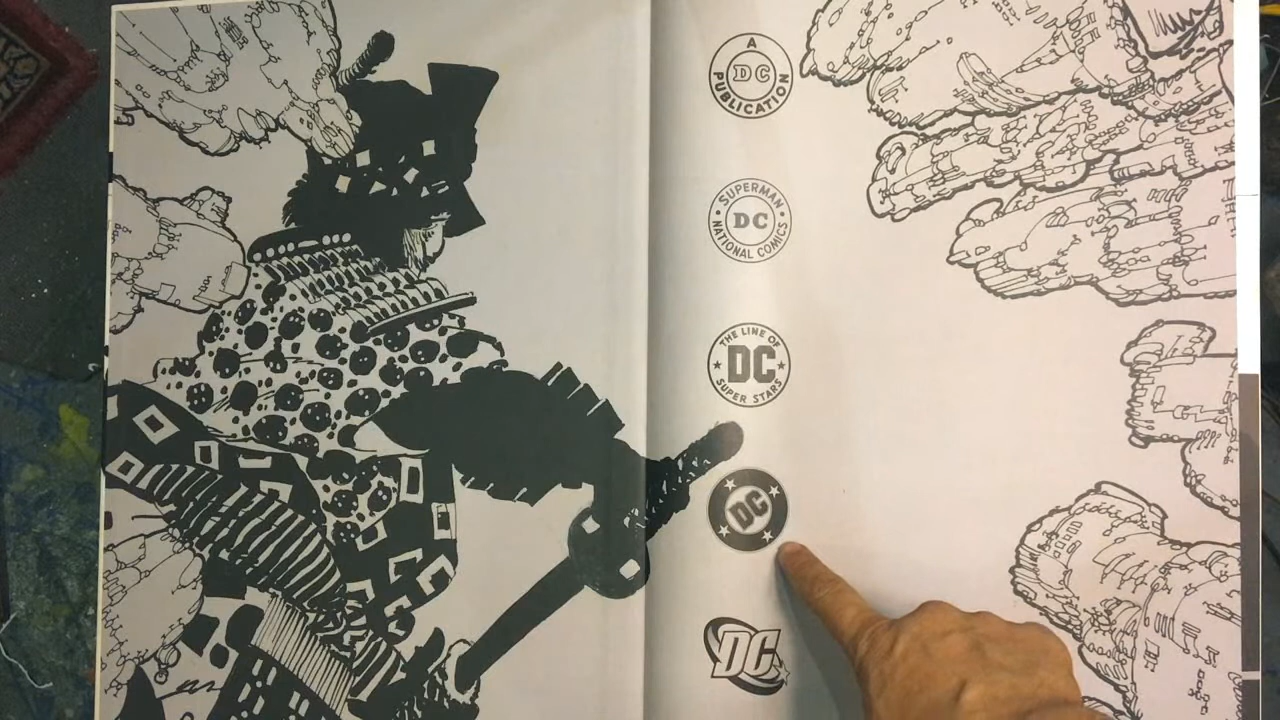 A
DC
PUBLICATION
SUPERMAN
DC
NATIONAL COMICS
THE LINE OF
DC
SUPER STARS
DC
DC